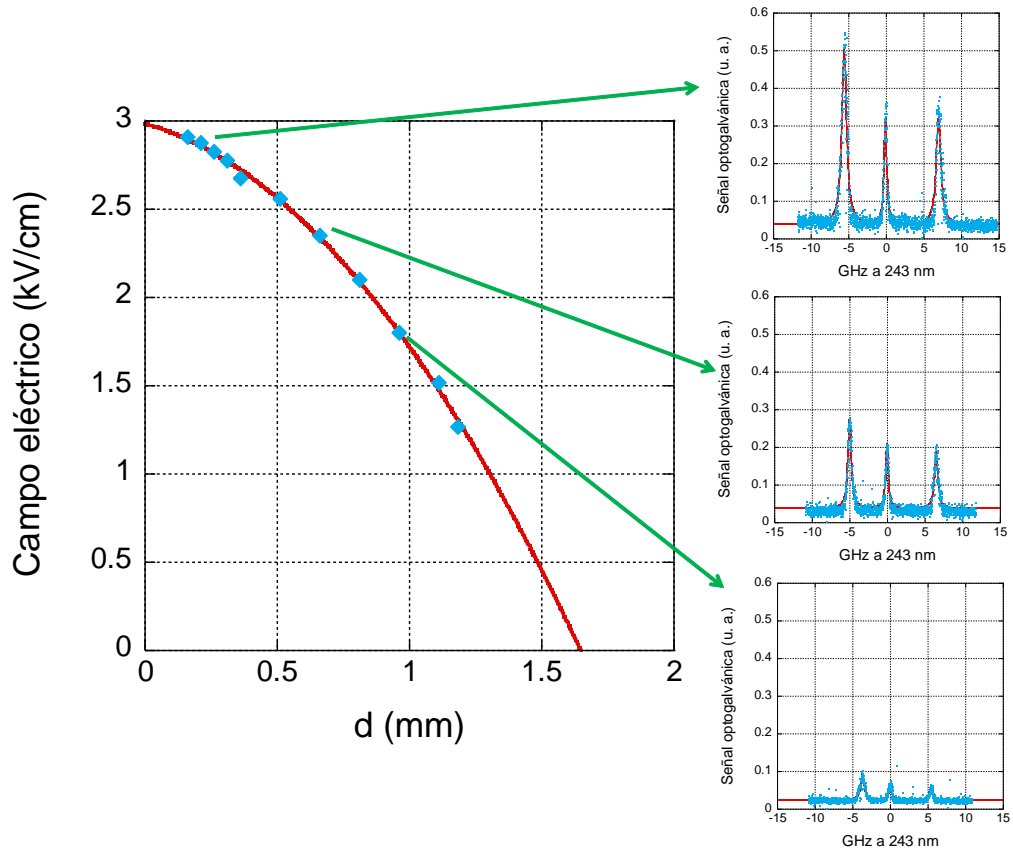 Campo eléctrico (kV/cm)
3
2.5
2
1.5
1
0.5
0
0 0.5 1 1.5 2
d (mm)
Señal optogalvánica (u. a.)
0.6
0.5
0.4
0.3
0.2
0.1
0
-15 -10 -5 0 5 10 15
GHz a 243 nm
Señal optogalvánica (u. a.)
0.6
0.5
0.4
0.3
0.2
0.1
0
-15 -10 -5 0 5 10 15
GHz a 243 nm
Señal optogalvánica (u. a.)
0.6
0.5
0.4
0.3
0.2
0.1
0
-15 -10 -5 0 5 10 15
GHz a 243 nm